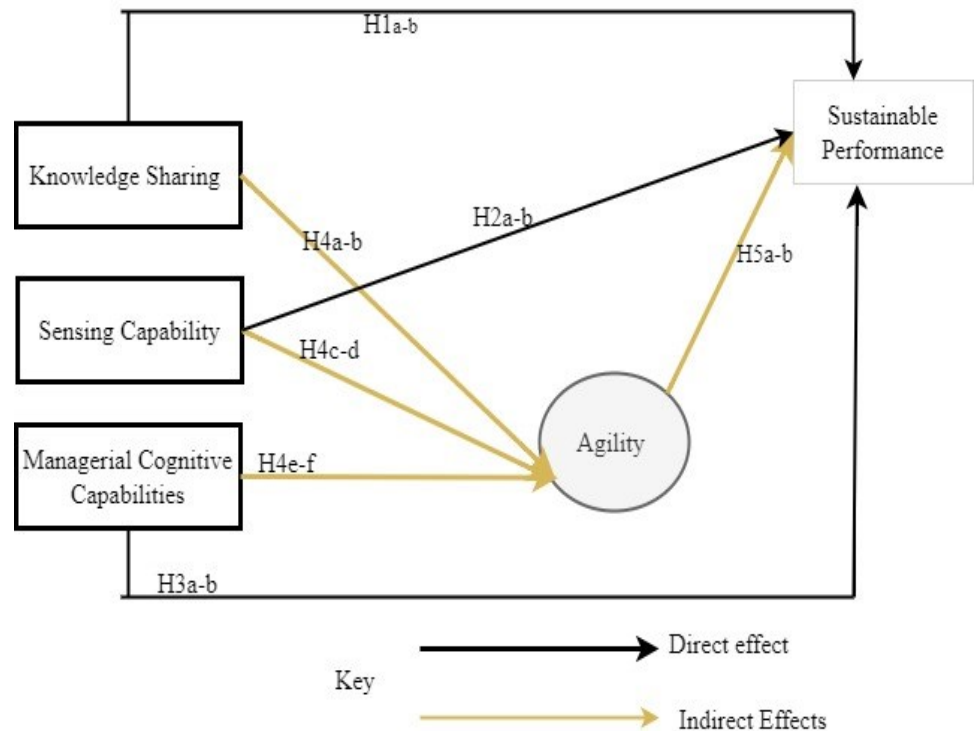 H1a-b
Sustainable
Performance
Knowledge Sharing
H2a-b
H4a-b
H5a-b
Sensing Capability
H4c-d
Agility
Managerial Cognitive
Capabilities
H4e-f
H3a-b
Direct effect
Key
Indirect Effects